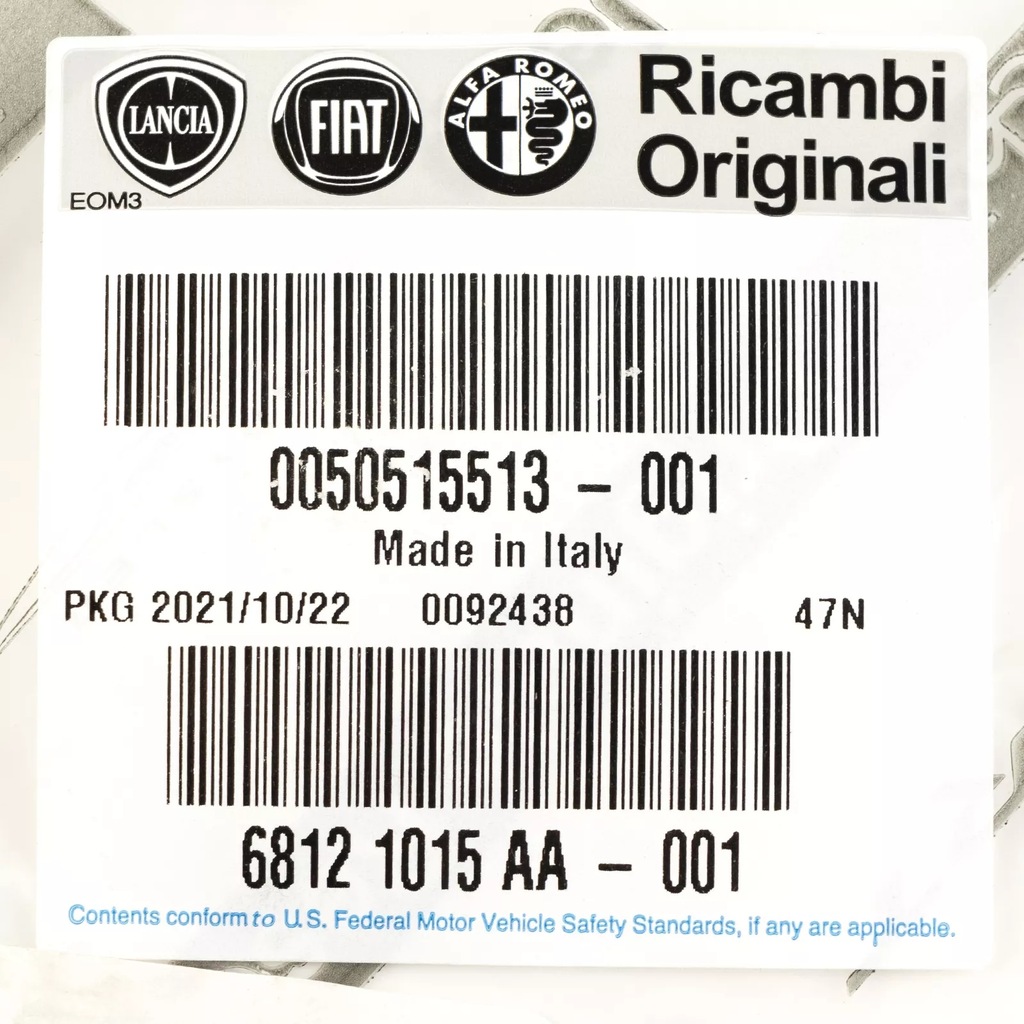 LANCIA
FIAT
ALFA ROMEO
Ricambi
Originali
EOM3
0050515513 – 001
Made in Italy
PKG 2021/10/22 0092438 47N
6812 1015 AA – 001
Contents conform to U.S. Federal Motor Vehicle Safety Standards, if any are applicable.